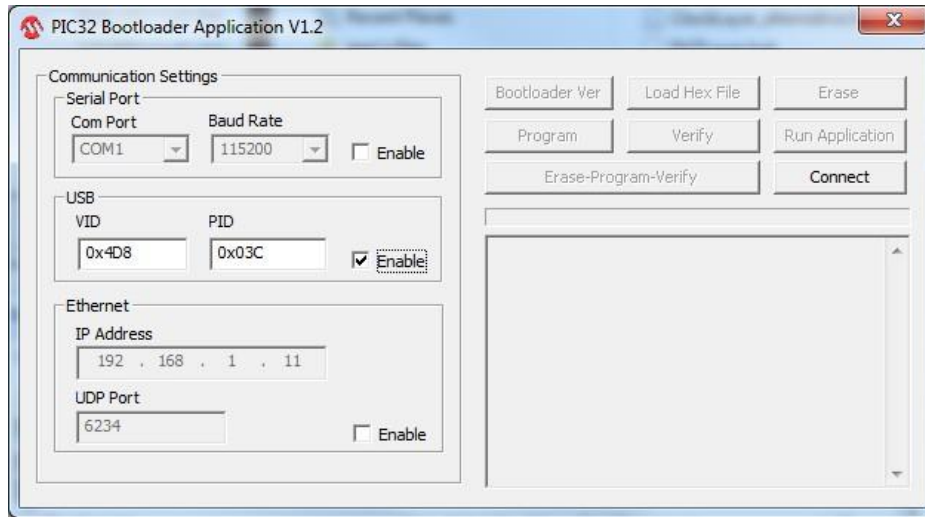 PIC32 Bootloader Application V1.2
Communication Settings
Serial Port
Com Port Baud Rate
COM1 115200 Enable
USB
VID PID
0x4D8 0x03C Enable
Ethernet
IP Address
192 . 168 . 1 . 11
UDP Port
6234 Enable
Bootloader Ver Load Hex File Erase
Program Verify Run Application
Erase-Program-Verify Connect